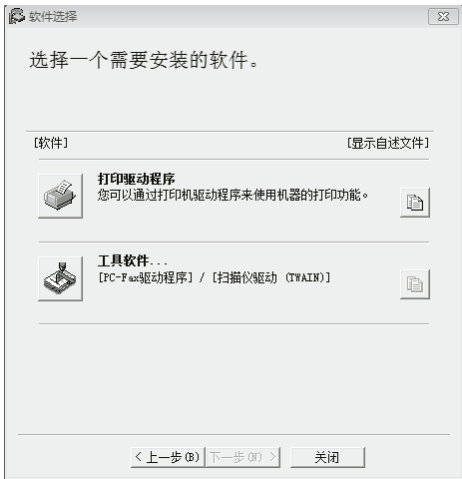 软件选择
选择一个需要安装的软件。
[软件] [显示自述文件]
打印驱动程序
您可以通过打印机驱动程序来使用机器的打印功能。
工具软件...
[PC-Fax驱动程序] / [扫描仪驱动 (TWAIN)]
< 上一步(B) 下一步(N) > 关闭